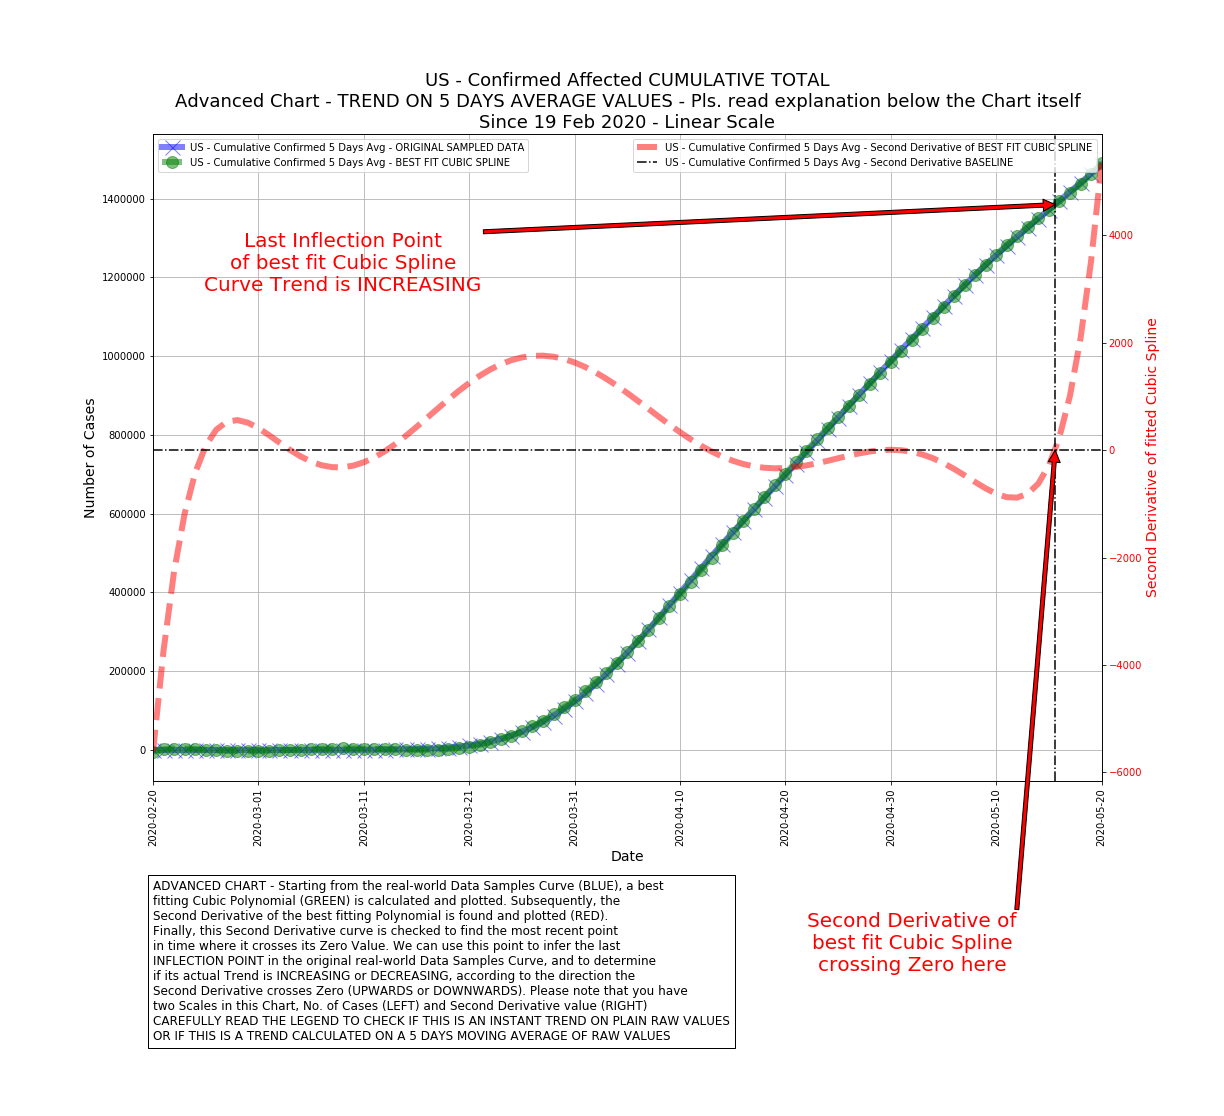 US - Confirmed Affected CUMULATIVE TOTAL
Advanced Chart - TREND ON 5 DAYS AVERAGE VALUES - Pls. read explanation below the Chart itself
Since 19 Feb 2020 - Linear Scale
US - Cumulative Confirmed 5 Days Avg - ORIGINAL SAMPLED DATA
US - Cumulative Confirmed 5 Days Avg - BEST FIT CUBIC SPLINE
US - Cumulative Confirmed 5 Days Avg - Second Derivative of BEST FIT CUBIC SPLINE
US - Cumulative Confirmed 5 Days Avg - Second Derivative BASELINE
Last Inflection Point
of best fit Cubic Spline
Curve Trend is INCREASING
Number of Cases
1400000
1200000
1000000
800000
600000
400000
200000
0
4000
2000
0
−2000
−4000
−6000
Second Derivative of fitted Cubic Spline
2020-02-20
2020-03-01
2020-03-11
2020-03-21
2020-03-31
2020-04-10
2020-04-20
2020-04-30
2020-05-10
2020-05-20
Date
ADVANCED CHART - Starting from the real-world Data Samples Curve (BLUE), a best
fitting Cubic Polynomial (GREEN) is calculated and plotted. Subsequently, the
Second Derivative of the best fitting Polynomial is found and plotted (RED).
Finally, this Second Derivative curve is checked to find the most recent point
in time where it crosses its Zero Value. We can use this point to infer the last
INFLECTION POINT in the original real-world Data Samples Curve, and to determine
if its actual Trend is INCREASING or DECREASING, according to the direction the
Second Derivative crosses Zero (UPWARDS or DOWNWARDS). Please note that you have
two Scales in this Chart, No. of Cases (LEFT) and Second Derivative value (RIGHT)
CAREFULLY READ THE LEGEND TO CHECK IF THIS IS AN INSTANT TREND ON PLAIN RAW VALUES
OR IF THIS IS A TREND CALCULATED ON A 5 DAYS MOVING AVERAGE OF RAW VALUES
Second Derivative of
best fit Cubic Spline
crossing Zero here